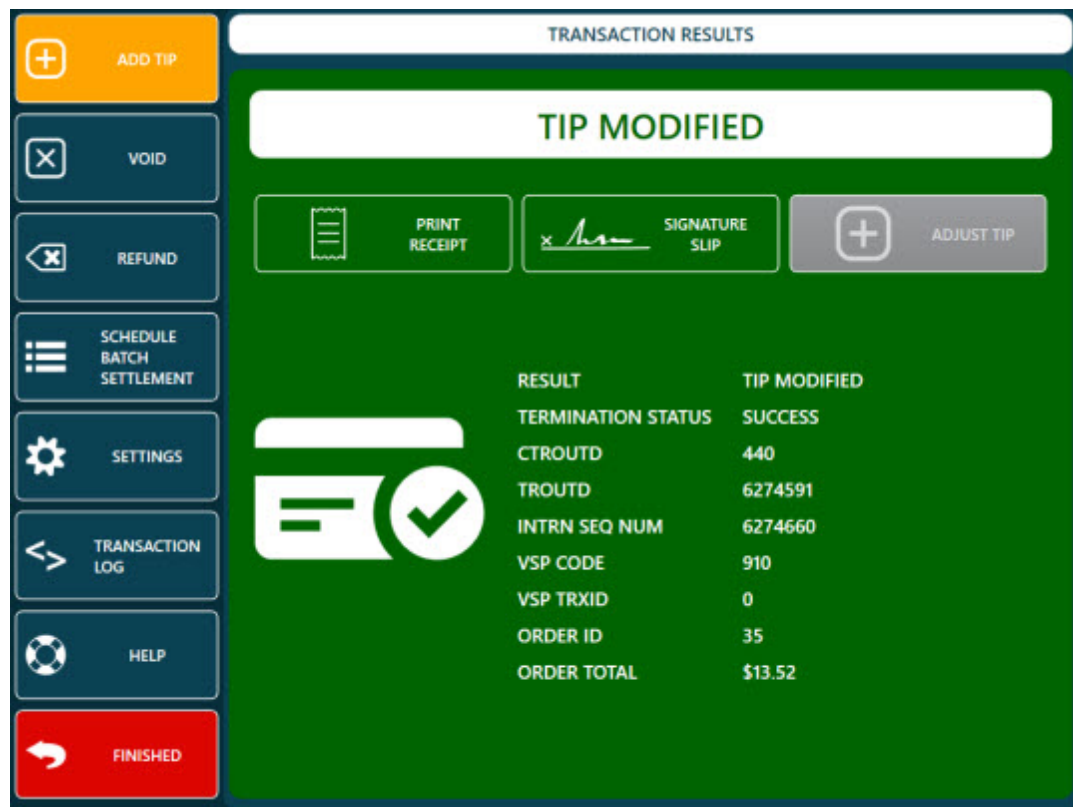 ADD TIP
VOID
REFUND
SCHEDULE
BATCH
SETTLEMENT
SETTINGS
TRANSACTION
LOG
HELP
FINISHED
TRANSACTION RESULTS
TIP MODIFIED
PRINT
RECEIPT
SIGNATURE
SLIP
ADJUST TIP
RESULT TIP MODIFIED
TERMINATION STATUS SUCCESS
CTROUTD 440
TROUTD 6274591
INTRN SEQ NUM 6274660
VSP CODE 910
VSP TRXID 0
ORDER ID 35
ORDER TOTAL $13.52